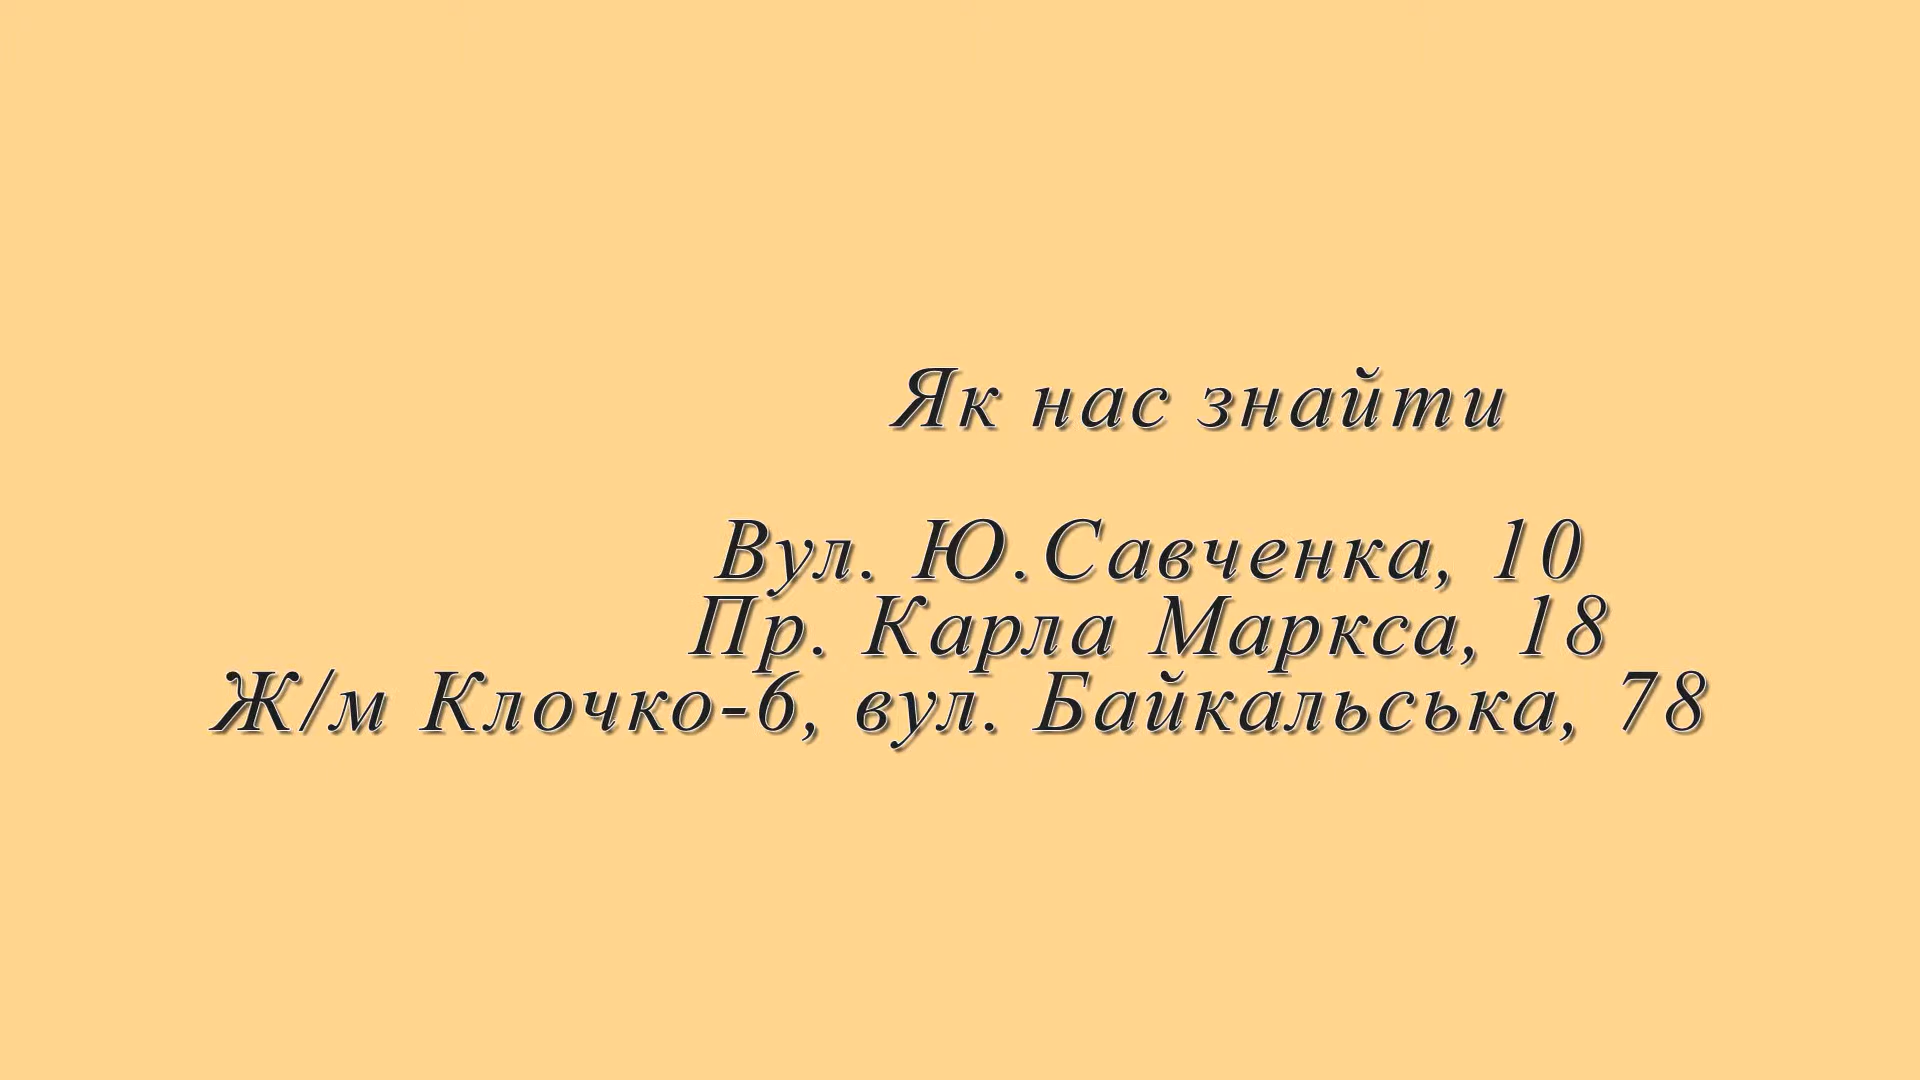 Як нас знайти
Вул. Ю.Савченка, 10
Пр. Карла Маркса, 18
Ж/м Клочко-6, вул. Байкальська, 78